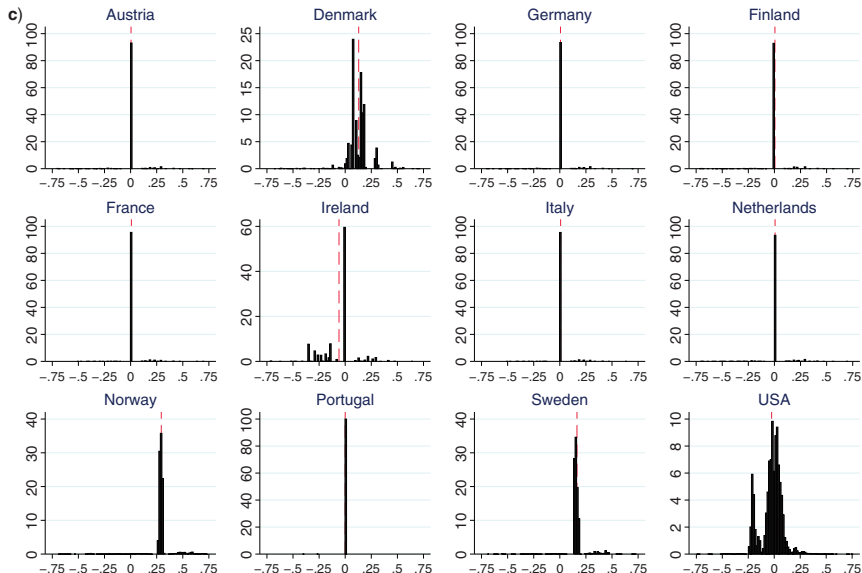 c)
Austria Denmark Germany Finland
100 25 100 100
80 20 80 80
60 15 60 60
40 10 40 40
20 5 20 20
0 0 0 0
-.75 -.5 -.25 0 .25 .5 .75 -.75 -.5 -.25 0 .25 .5 .75 -.75 -.5 -.25 0 .25 .5 .75 -.75 -.5 -.25 0 .25 .5 .75
France Ireland Italy Netherlands
100 60 100 100
80 40 80 80
60 20 60 60
40 0 40 40
20 20 20
0 0 0
-.75 -.5 -.25 0 .25 .5 .75 -.75 -.5 -.25 0 .25 .5 .75 -.75 -.5 -.25 0 .25 .5 .75 -.75 -.5 -.25 0 .25 .5 .75
Norway Portugal Sweden USA
40 100 40 10
30 80 30 8
20 60 20 6
10 40 10 4
0 20 0 2
0 0
-.75 -.5 -.25 0 .25 .5 .75 -.75 -.5 -.25 0 .25 .5 .75 -.75 -.5 -.25 0 .25 .5 .75 -.75 -.5 -.25 0 .25 .5 .75